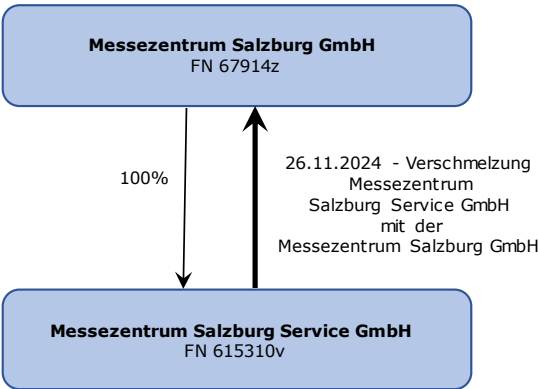 Messezentrum Salzburg GmbH
FN 67914z
100%
26.11.2024 - Verschmelzung
Messezentrum
Salzburg Service GmbH
mit der
Messezentrum Salzburg GmbH
Messezentrum Salzburg Service GmbH
FN 615310v